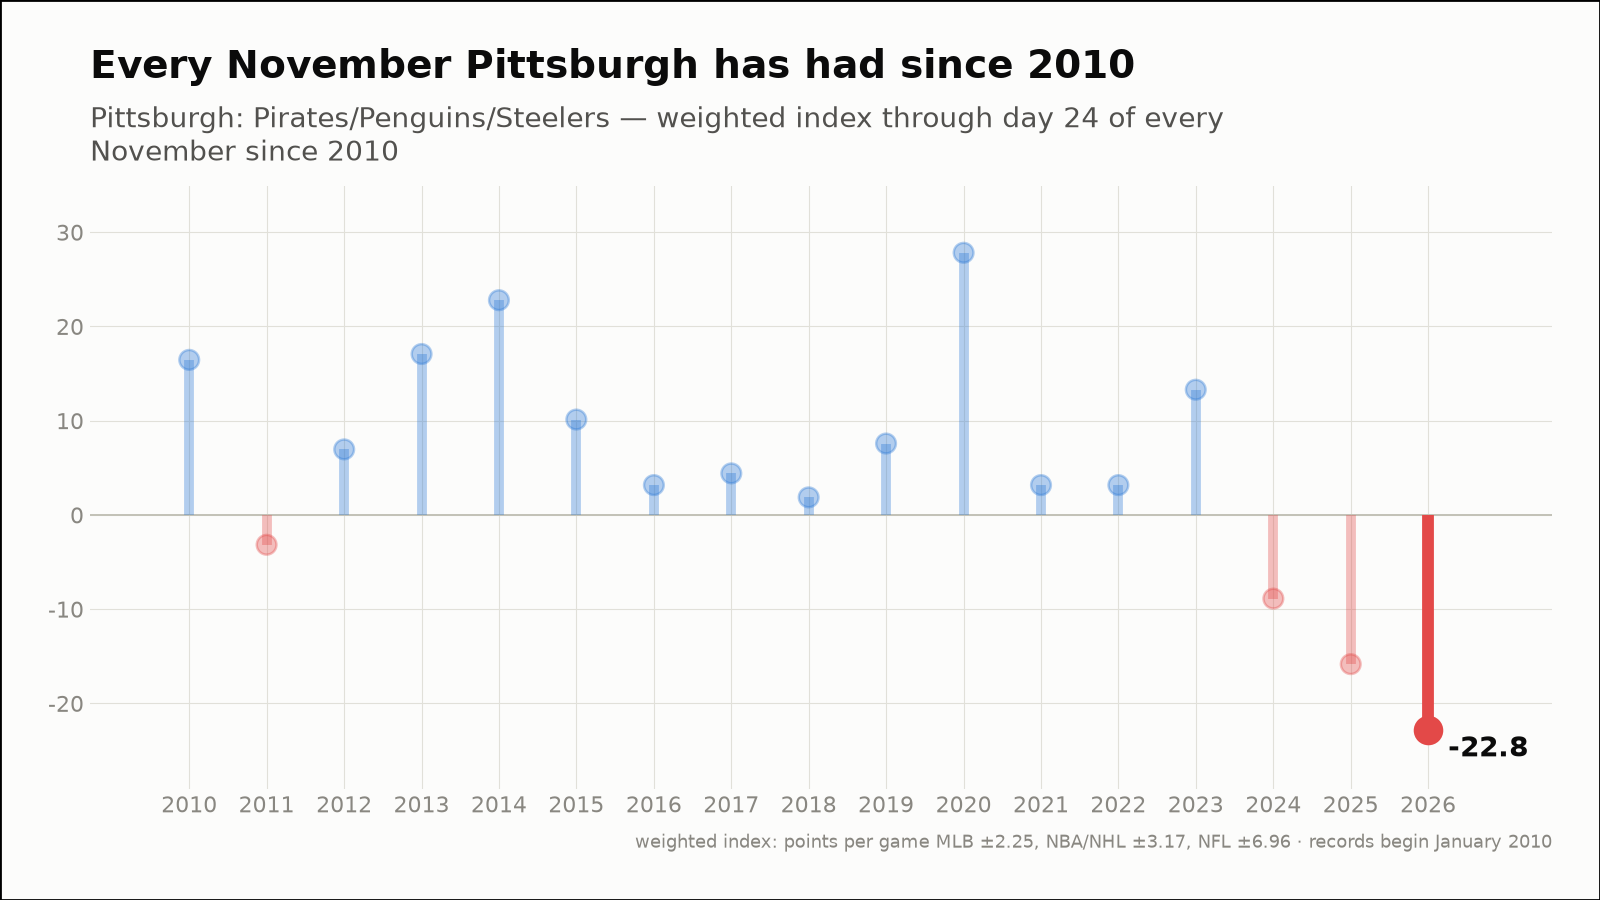 Every November Pittsburgh has had since 2010
Pittsburgh: Pirates/Penguins/Steelers — weighted index through day 24 of every
November since 2010
30
20
10
0
-10
-20
-22.8
2010 2011 2012 2013 2014 2015 2016 2017 2018 2019 2020 2021 2022 2023 2024 2025 2026
weighted index: points per game MLB ±2.25, NBA/NHL ±3.17, NFL ±6.96 · records begin January 2010